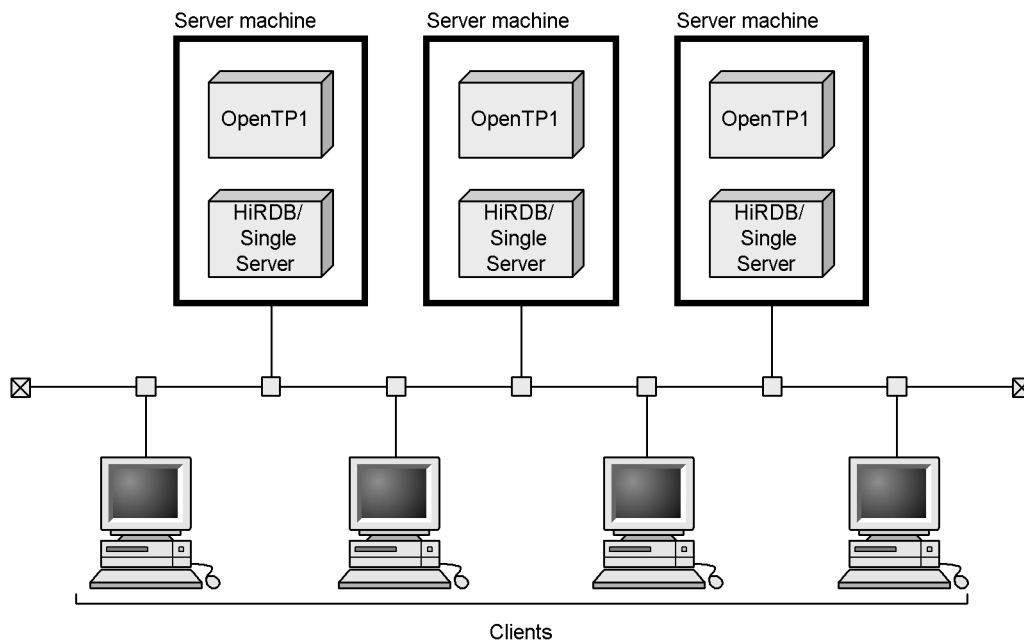 Server machine
Server machine
Server machine
OpenTP1
OpenTP1
OpenTP1
HiRDB/
Single
Server
HiRDB/
Single
Server
HiRDB/
Single
Server
Clients